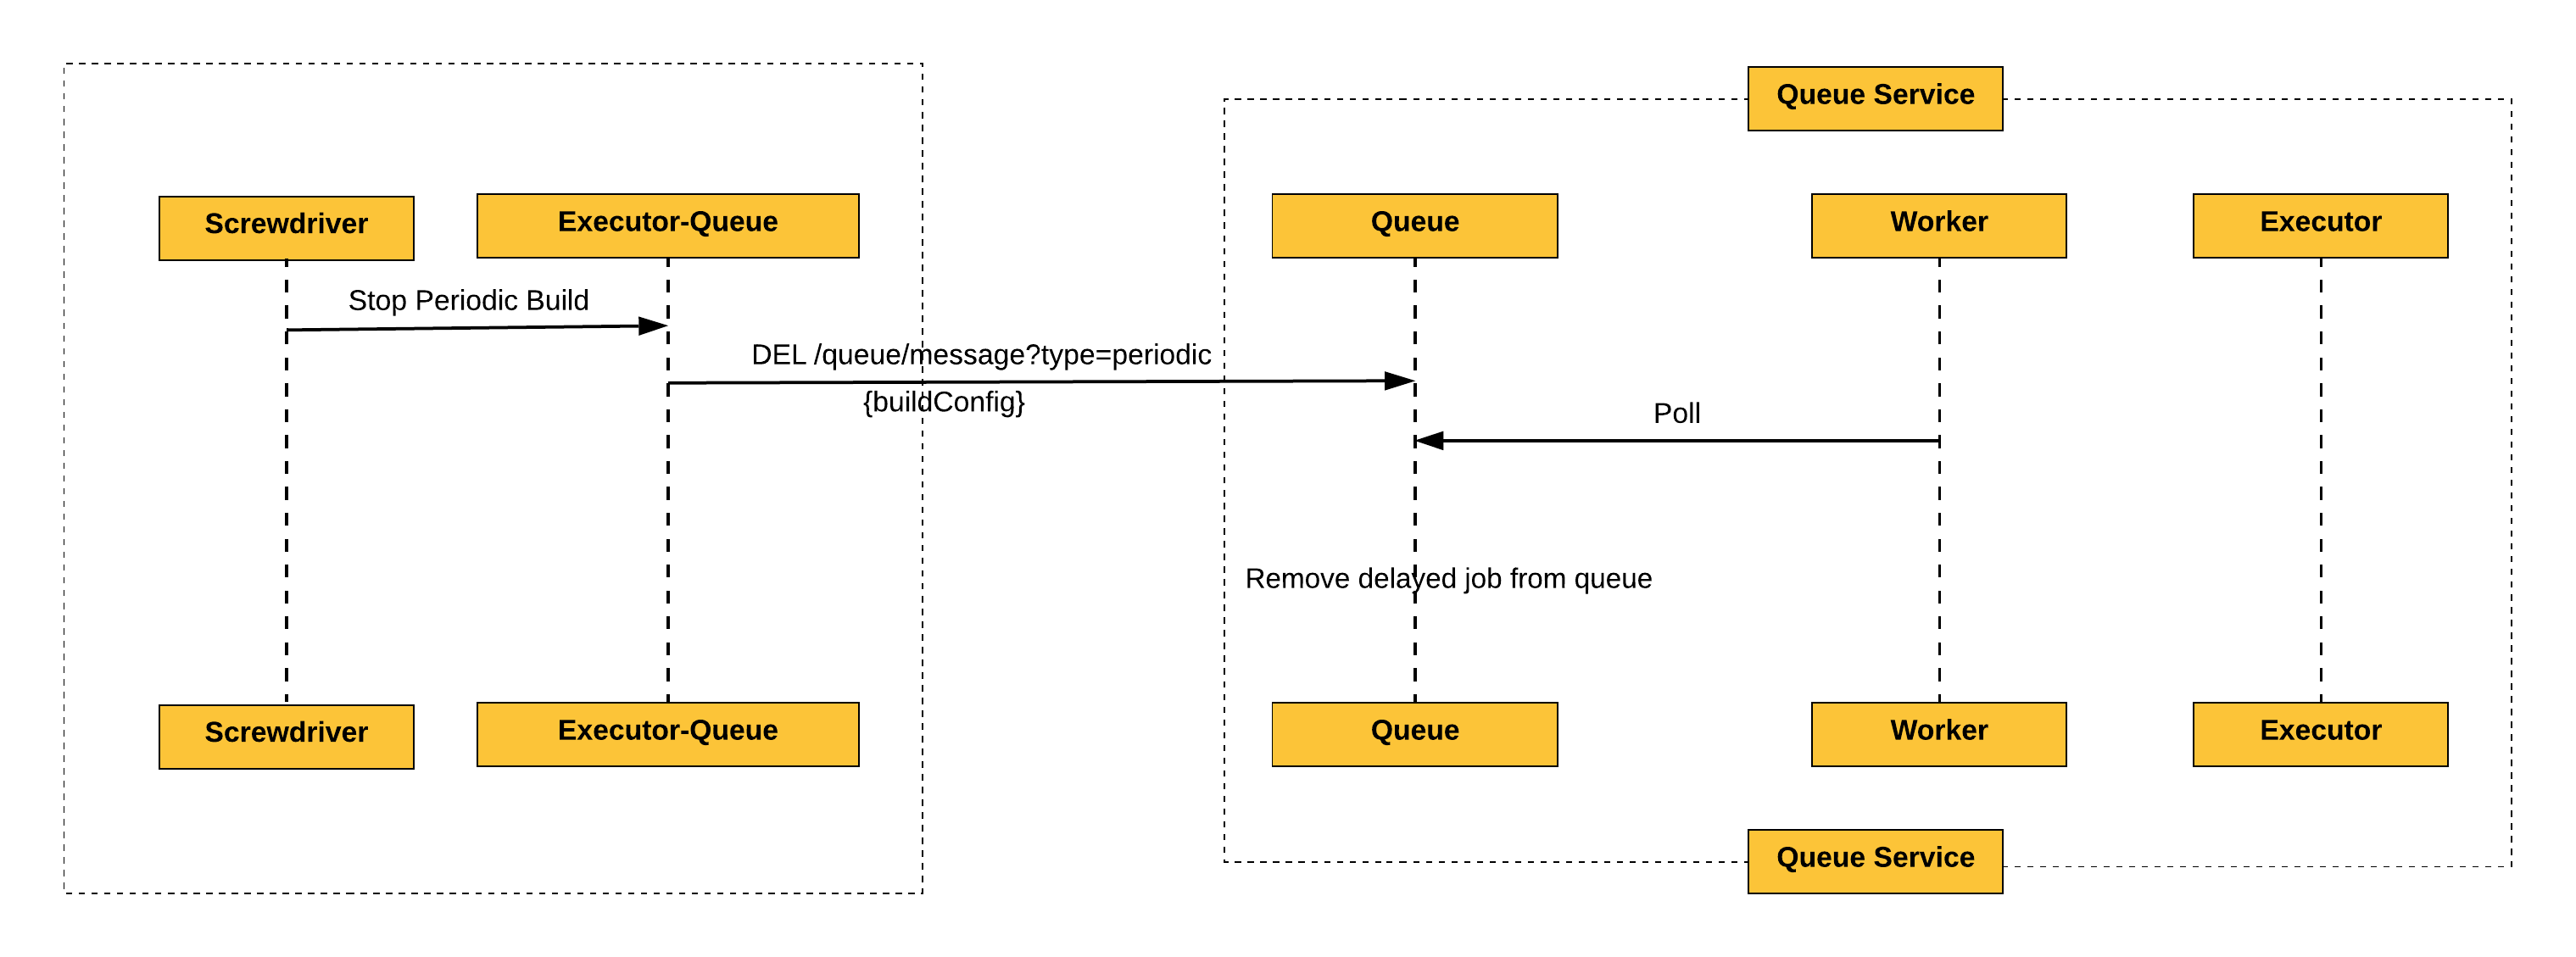 Queue Service
Screwdriver
Executor-Queue
Queue
Worker
Executor
Stop Periodic Build
DEL /queue/message?type=periodic
{buildConfig}
Poll
Remove delayed job from queue
Screwdriver
Executor-Queue
Queue
Worker
Executor
Queue Service